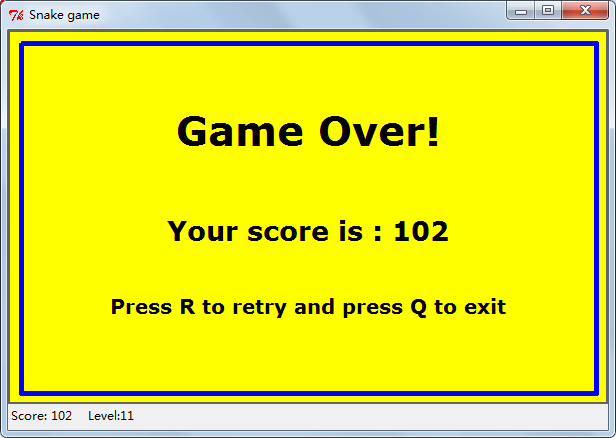 Snake game
Game Over!
Your score is : 102
Press R to retry and press Q to exit
Score: 102 Level:11